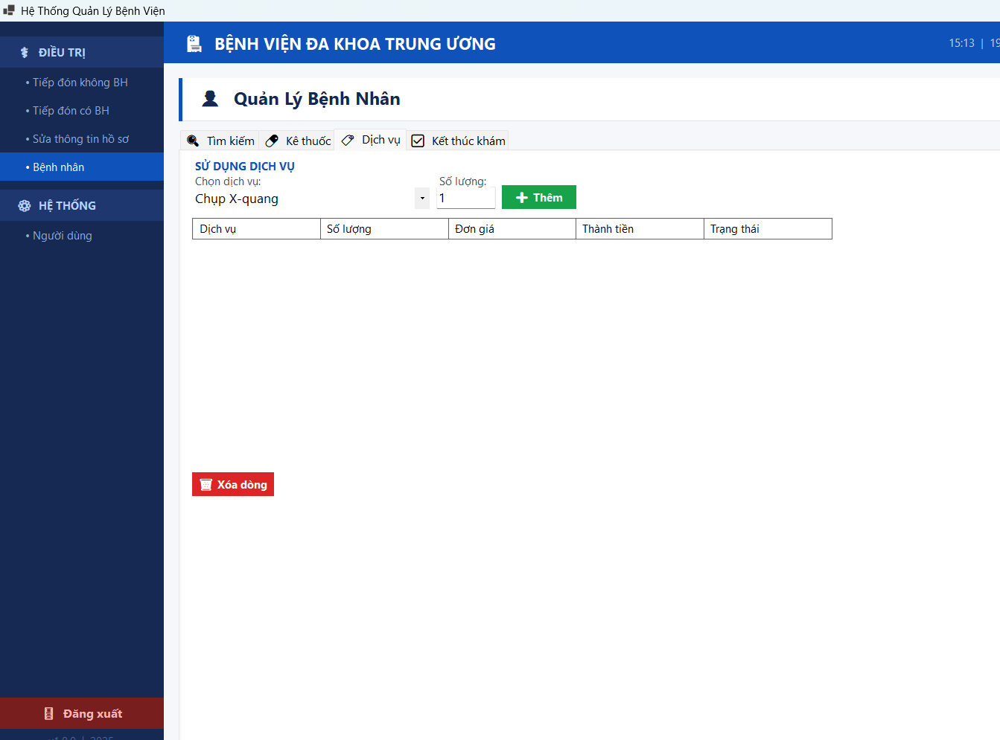 Hệ Thống Quản Lý Bệnh Viện
ĐIỀU TRỊ
• Tiếp đón không BH
• Tiếp đón có BH
• Sửa thông tin hồ sơ
• Bệnh nhân
HỆ THỐNG
• Người dùng
Đăng xuất
BỆNH VIỆN ĐA KHOA TRUNG ƯƠNG
15:13 | 19
Quản Lý Bệnh Nhân
Tìm kiếm Kê thuốc Dịch vụ Kết thúc khám
SỬ DỤNG DỊCH VỤ
Chọn dịch vụ: Số lượng:
Chụp X-quang 1 Thêm
Dịch vụ Số lượng Đơn giá Thành tiền Trạng thái
Xóa dòng